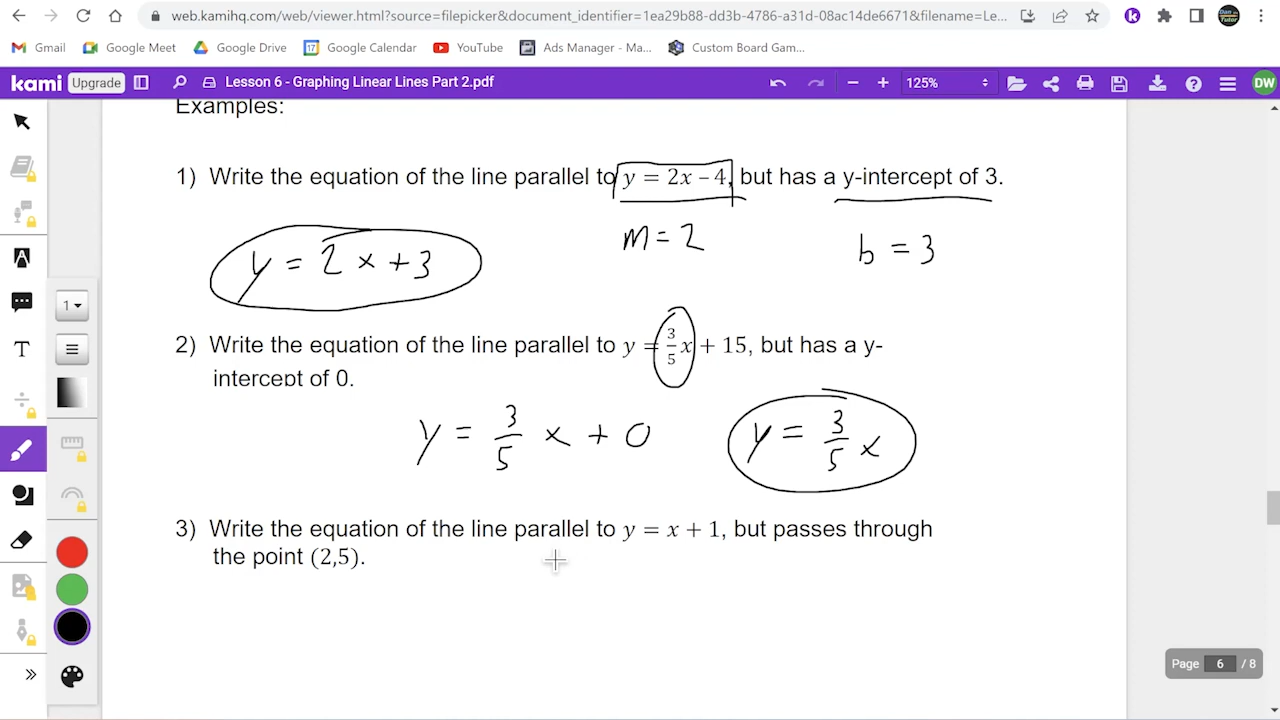 web.kamihq.com/web/viewer.html?source=filepicker&document_identifier=1ea29b88-dd3b-4786-a31d-08ac14de6671&filename=Le...
Gmail Google Meet Google Drive 17 Google Calendar YouTube Ads Manager - Ma... Custom Board Gam...
kami Upgrade Lesson 6 - Graphing Linear Lines Part 2.pdf 125% DW
Examples:
1) Write the equation of the line parallel to y = 2x – 4, but has a y-intercept of 3.
m = 2 b = 3
y = 2x + 3
1
2) Write the equation of the line parallel to y = 3/5 x + 15, but has a y-
intercept of 0.
T
y = 3/5 x + 0 y = 3/5 x
3) Write the equation of the line parallel to y = x + 1, but passes through
the point (2,5).
Page 6 / 8